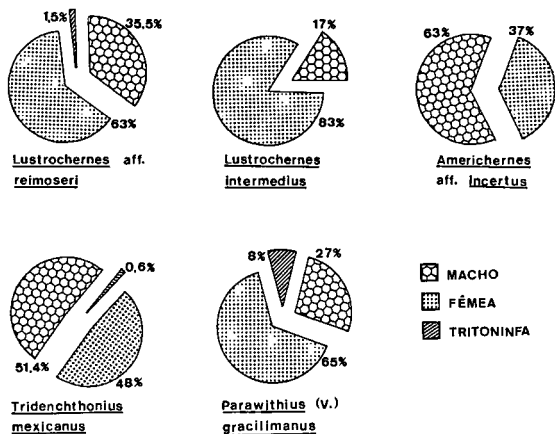 1,5%
35,5%
63%
Lustrochernes aff.
reimoseri
17%
83%
Lustrochernes
intermedius
63%
37%
Americhernes
aff. incertus
0,6%
51,4%
48%
Tridenchthonius
mexicanus
8%
27%
65%
Parawithius (V.)
gracilimanus
MACHO
FÊMEA
TRITONINFA